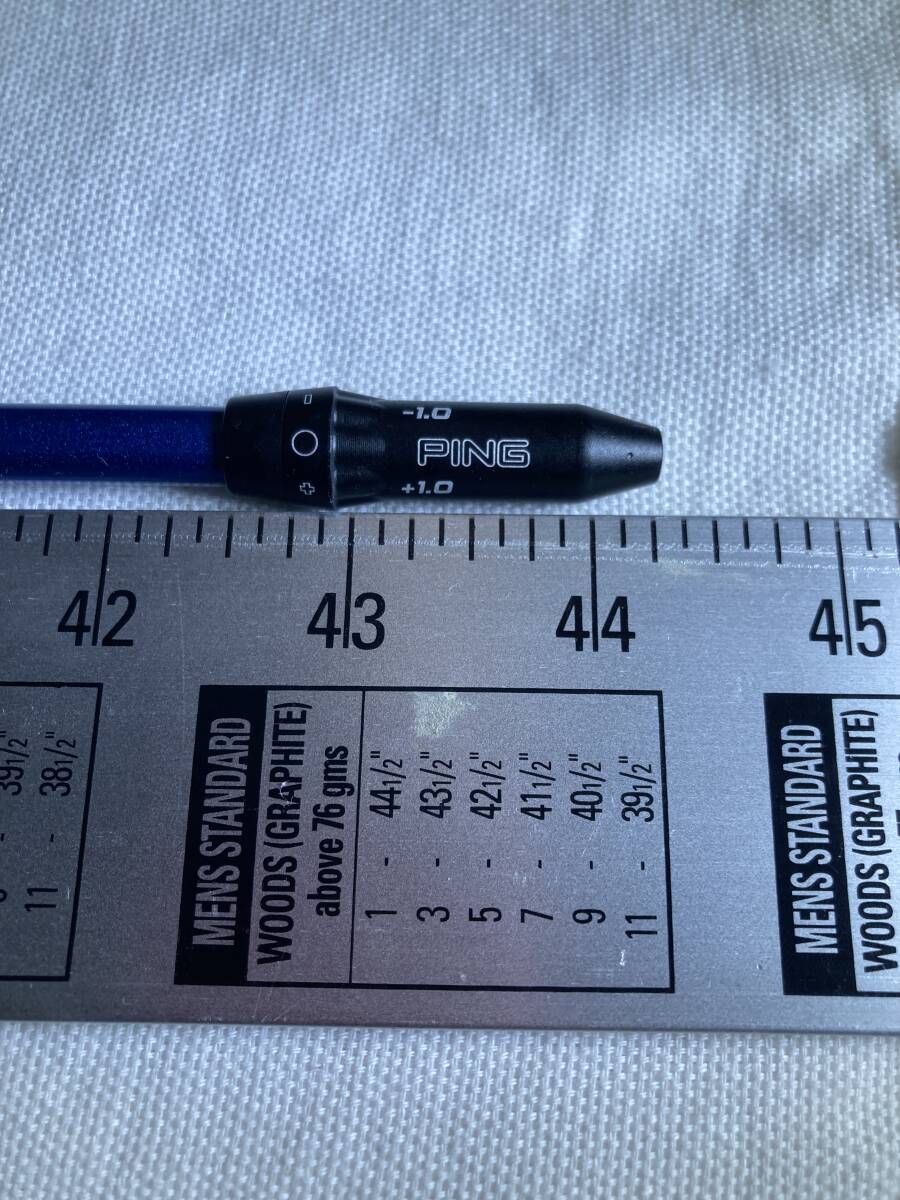 -
O
+
-1.0
PING
+1.0
42
43
44
45
39 1/2"
11 - 38 1/2"
MENS STANDARD
WOODS (GRAPHITE)
above 76 gms
1 - 44 1/2"
3 - 43 1/2"
5 - 42 1/2"
7 - 41 1/2"
9 - 40 1/2"
11 - 39 1/2"
MENS STANDARD
WOODS (GRAPHITE)